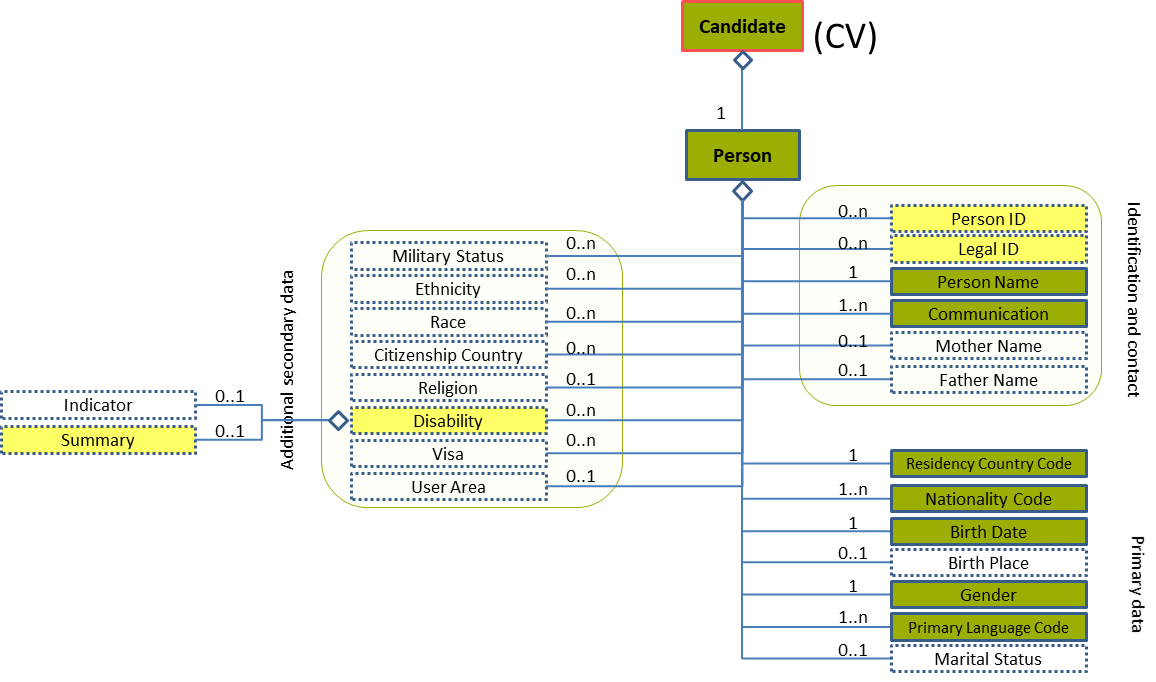 Candidate
(CV)
1
Person
Identification and contact
0..n
Person ID
0..n
Legal ID
1
Person Name
1..n
Communication
0..1
Mother Name
0..1
Father Name
Additional secondary data
Military Status
0..n
Ethnicity
0..n
Race
0..n
Citizenship Country
0..n
Religion
0..1
Disability
0..n
Visa
0..n
User Area
0..1
Indicator
0..1
Summary
0..1
Primary data
1
Residency Country Code
1..n
Nationality Code
1
Birth Date
0..1
Birth Place
1
Gender
1..n
Primary Language Code
0..1
Marital Status